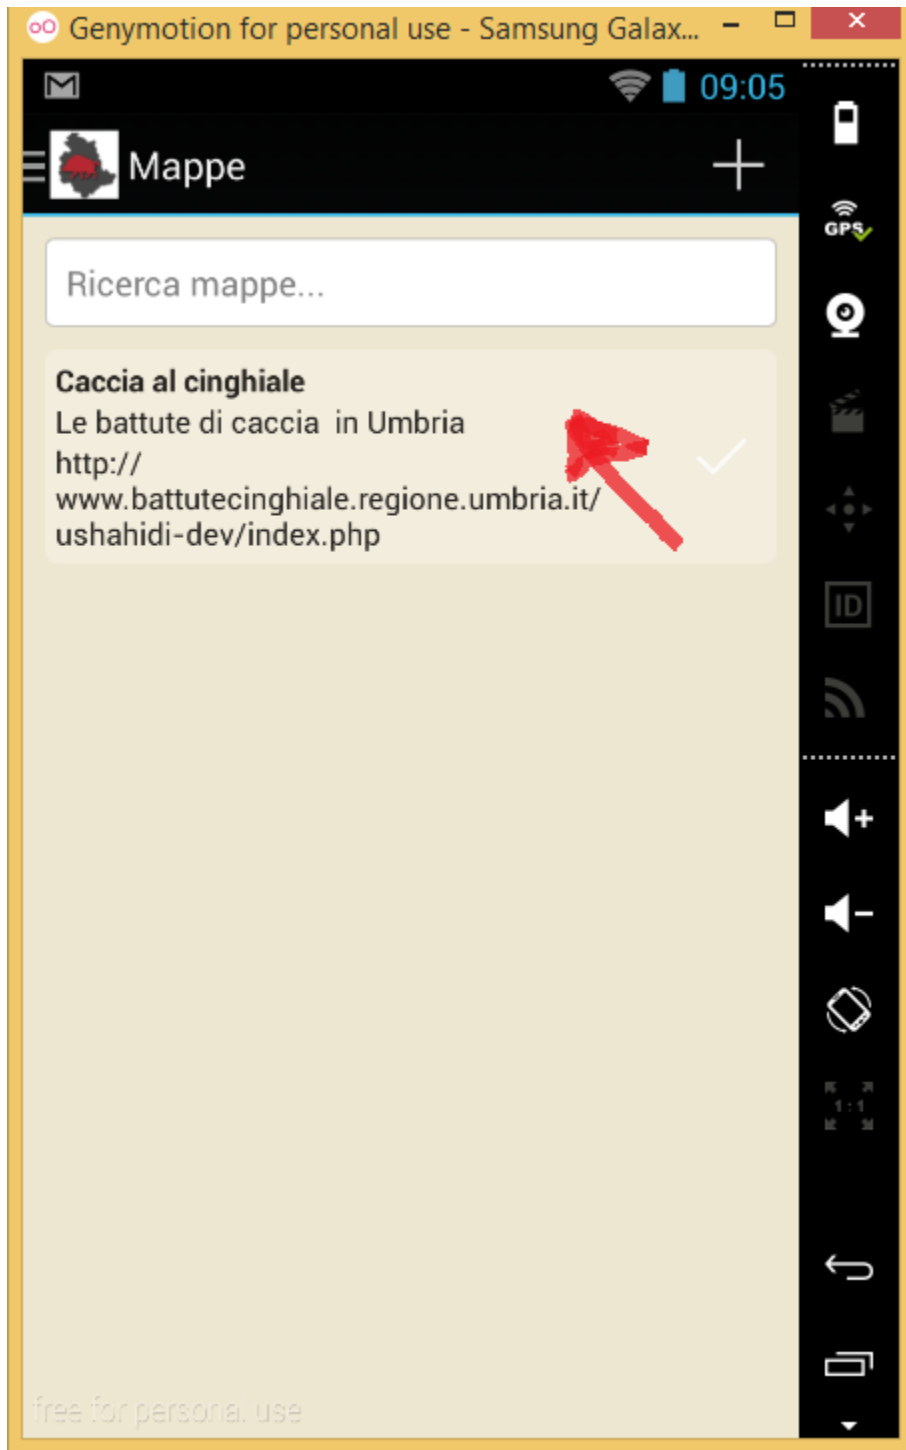 Genymotion for personal use - Samsung Galax...
09:05
Mappe
GPS
Ricerca mappe...
Caccia al cinghiale
Le battute di caccia  in Umbria
http://
www.battutecinghiale.regione.umbria.it/
ushahidi-dev/index.php
ID
1:1
free for personal use